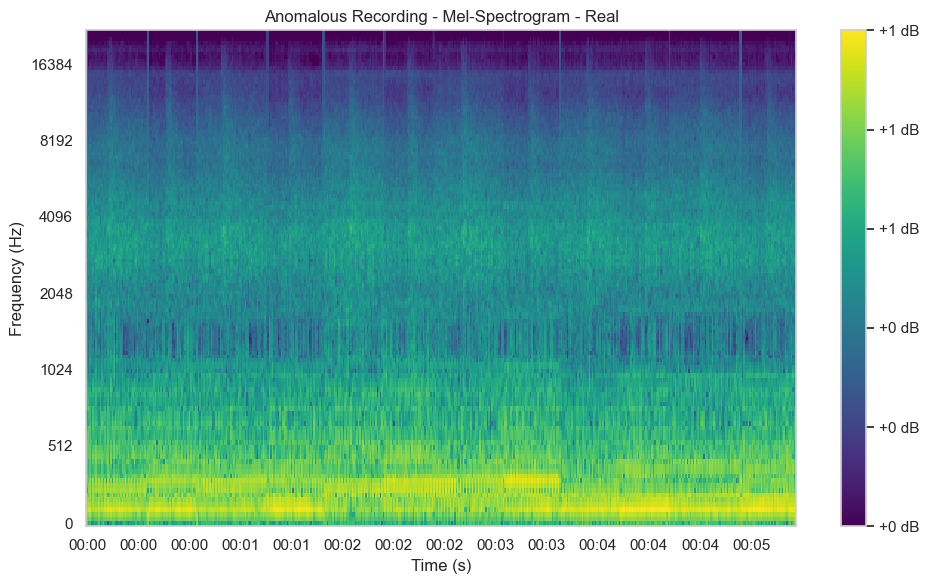 Anomalous Recording - Mel-Spectrogram - Real
Frequency (Hz)
16384
8192
4096
2048
1024
512
0
00:00 00:00 00:00 00:01 00:01 00:02 00:02 00:02 00:03 00:03 00:04 00:04 00:04 00:05
Time (s)
+1 dB
+1 dB
+1 dB
+0 dB
+0 dB
+0 dB